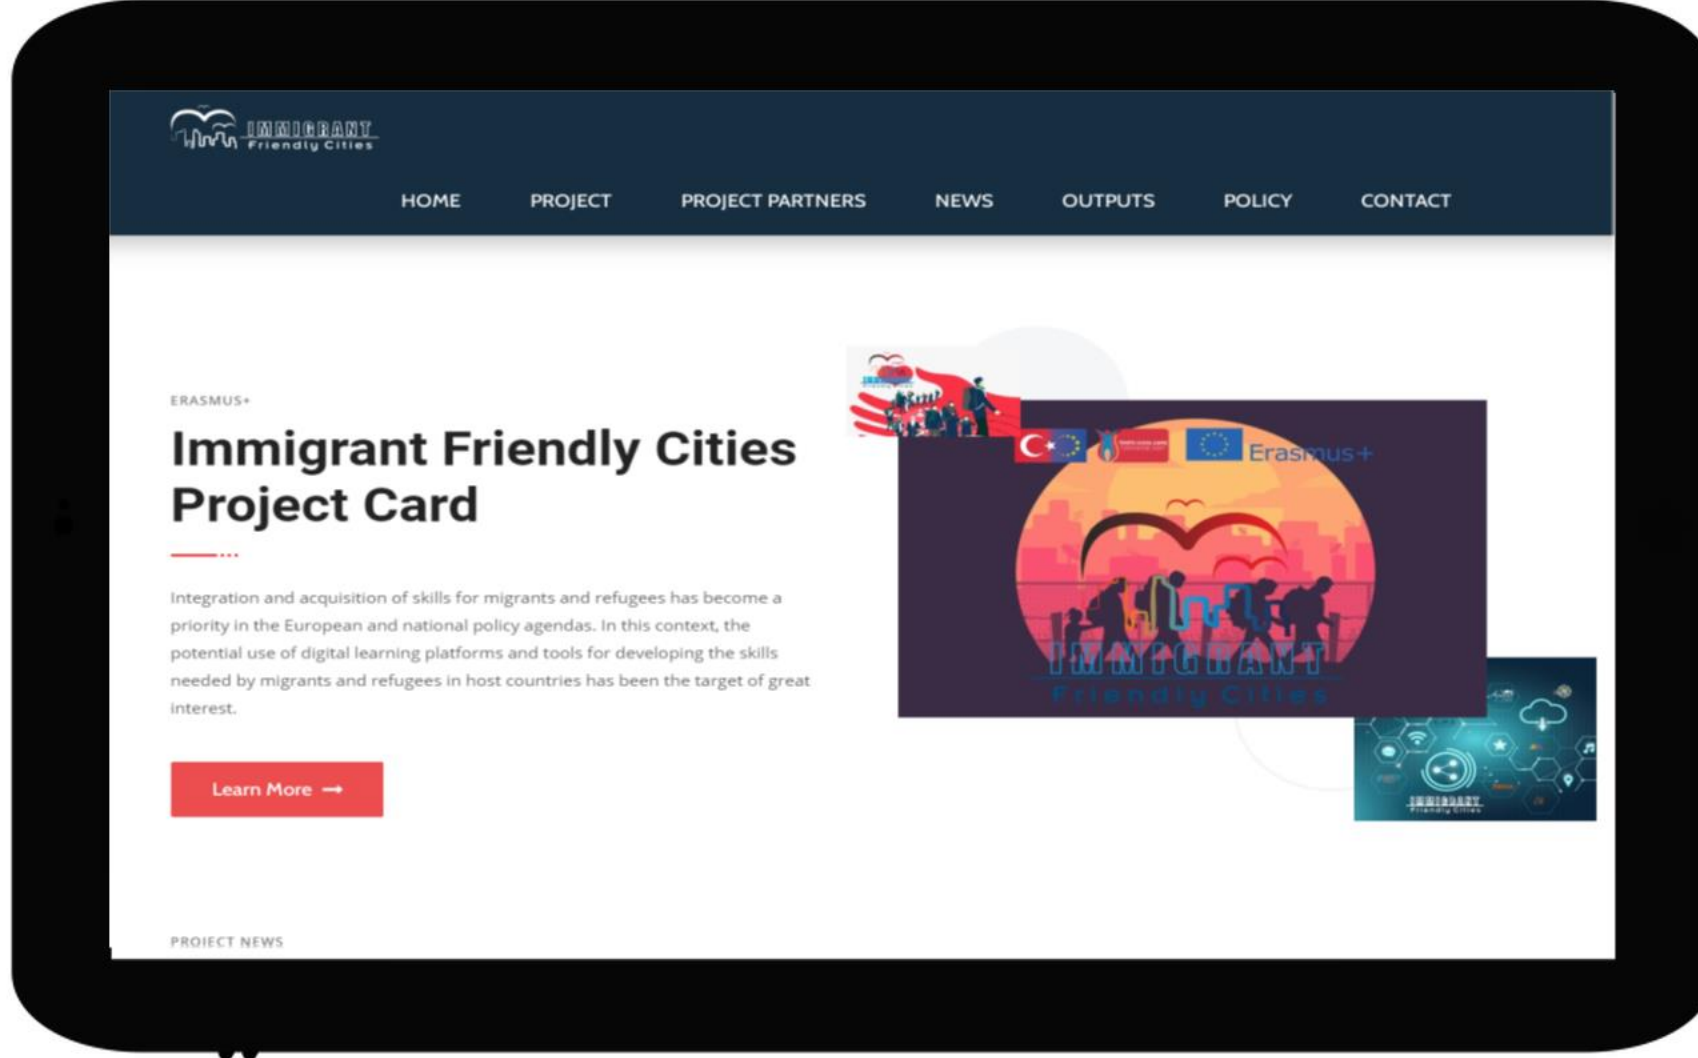 IMMIGRANT
Friendly Cities
HOME PROJECT PROJECT PARTNERS NEWS OUTPUTS POLICY CONTACT
ERASMUS+
Immigrant Friendly Cities
Project Card
Integration and acquisition of skills for migrants and refugees has become a
priority in the European and national policy agendas. In this context, the
potential use of digital learning platforms and tools for developing the skills
needed by migrants and refugees in host countries has been the target of great
interest.
Learn More
Erasmus+
IMMIGRANT
Friendly Cities
IMMIGRANT
Friendly Cities
PROJECT NEWS